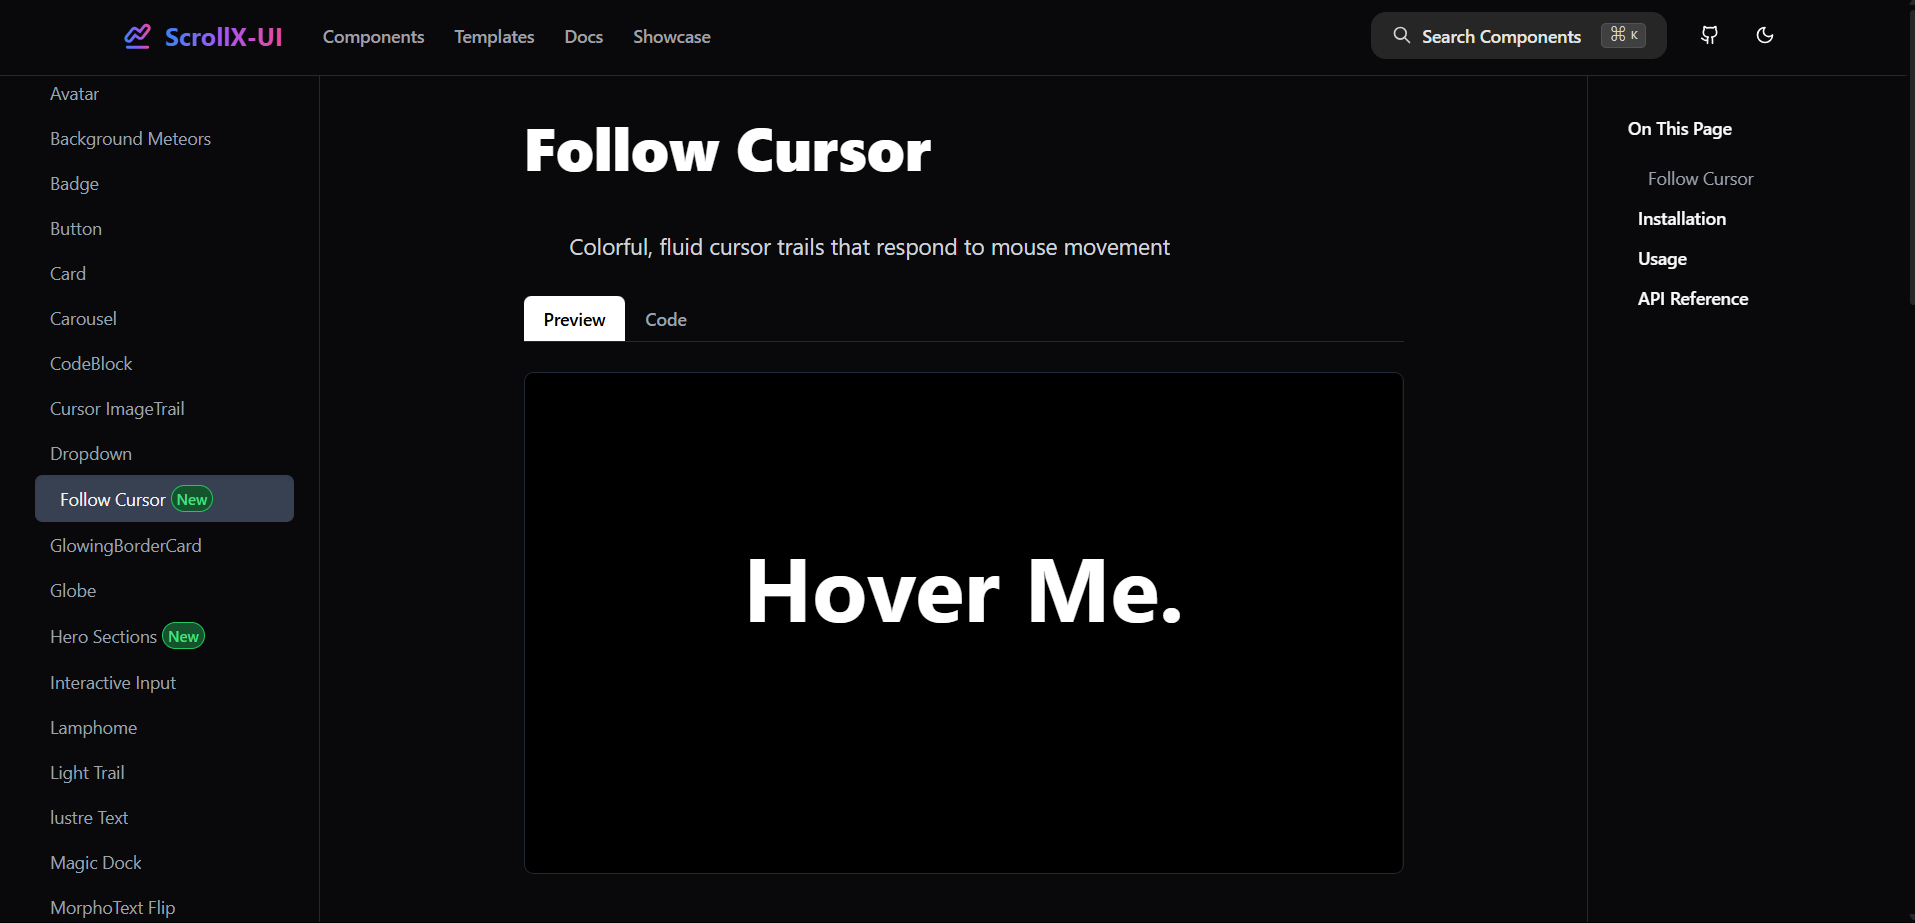 ScrollX-UI
Components
Templates
Docs
Showcase
Search Components
⌘ K
Avatar
Background Meteors
Badge
Button
Card
Carousel
CodeBlock
Cursor ImageTrail
Dropdown
Follow Cursor New
GlowingBorderCard
Globe
Hero Sections New
Interactive Input
Lamphome
Light Trail
lustre Text
Magic Dock
MorphoText Flip
Follow Cursor
Colorful, fluid cursor trails that respond to mouse movement
Preview
Code
Hover Me.
On This Page
Follow Cursor
Installation
Usage
API Reference